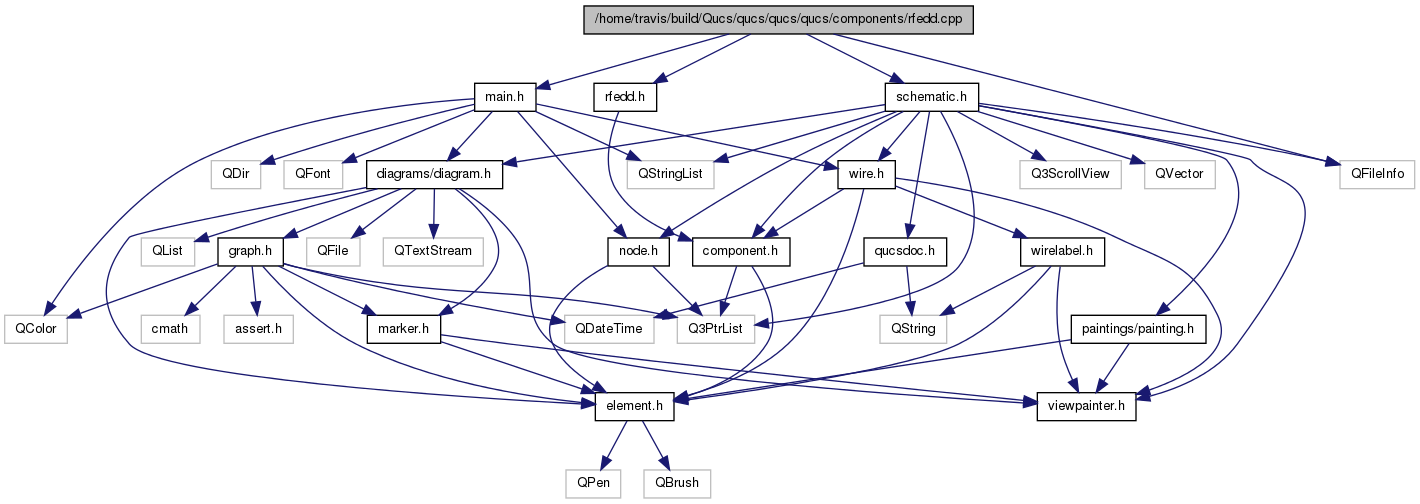 /home/travis/build/Qucs/qucs/qucs/qucs/components/rfedd.cpp
main.h
rfedd.h
schematic.h
QDir
QFont
diagrams/diagram.h
QStringList
wire.h
Q3ScrollView
QVector
QFileInfo
QList
graph.h
QFile
QTextStream
node.h
component.h
qucsdoc.h
wirelabel.h
QColor
cmath
assert.h
marker.h
QDateTime
Q3PtrList
QString
paintings/painting.h
element.h
viewpainter.h
QPen
QBrush